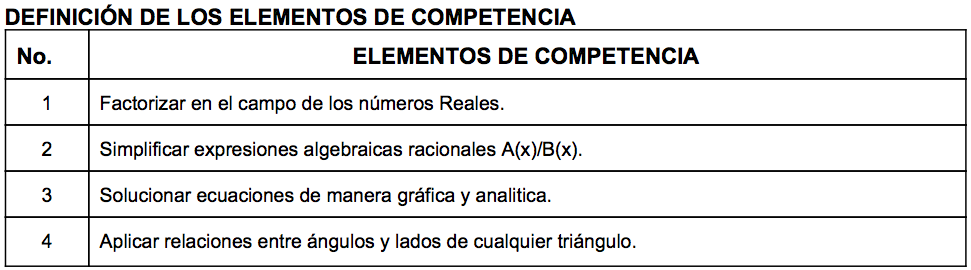 DEFINICIÓN DE LOS ELEMENTOS DE COMPETENCIA
No. ELEMENTOS DE COMPETENCIA
1 Factorizar en el campo de los números Reales.
2 Simplificar expresiones algebraicas racionales A(x)/B(x).
3 Solucionar ecuaciones de manera gráfica y analitica.
4 Aplicar relaciones entre ángulos y lados de cualquier triángulo.